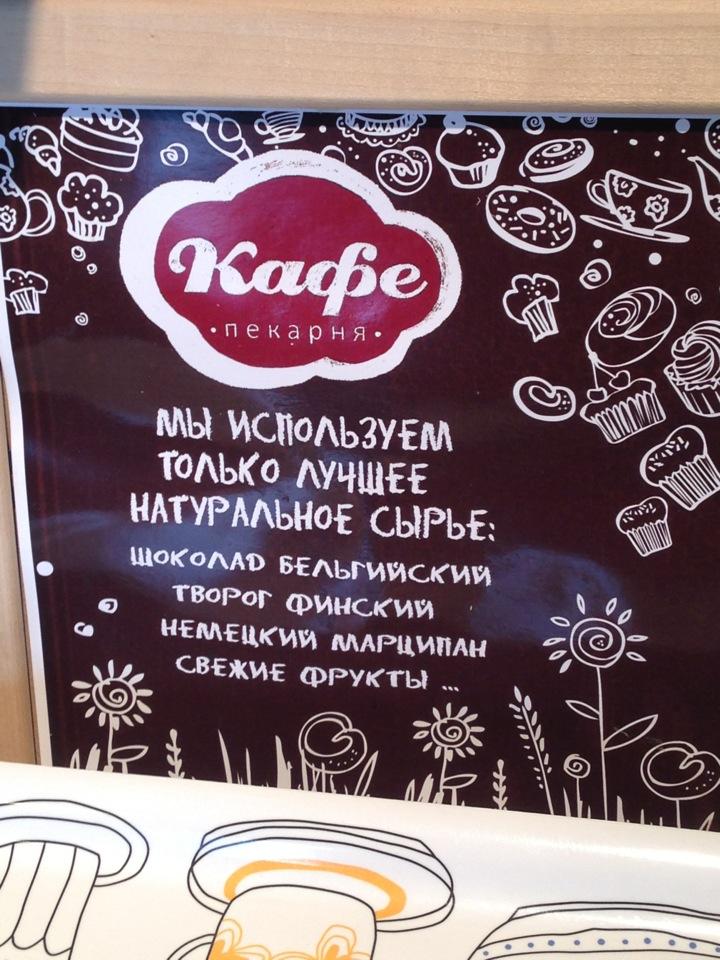 Кафе
•пекарня•
МЫ ИСПОЛЬЗУЕМ
ТОЛЬКО ЛУЧШЕЕ
НАТУРАЛЬНОЕ СЫРЬЕ:
ШОКОЛАД БЕЛЬГИЙСКИЙ
ТВОРОГ ФИНСКИЙ
НЕМЕЦКИЙ МАРЦИПАН
СВЕЖИЕ ФРУКТЫ ...